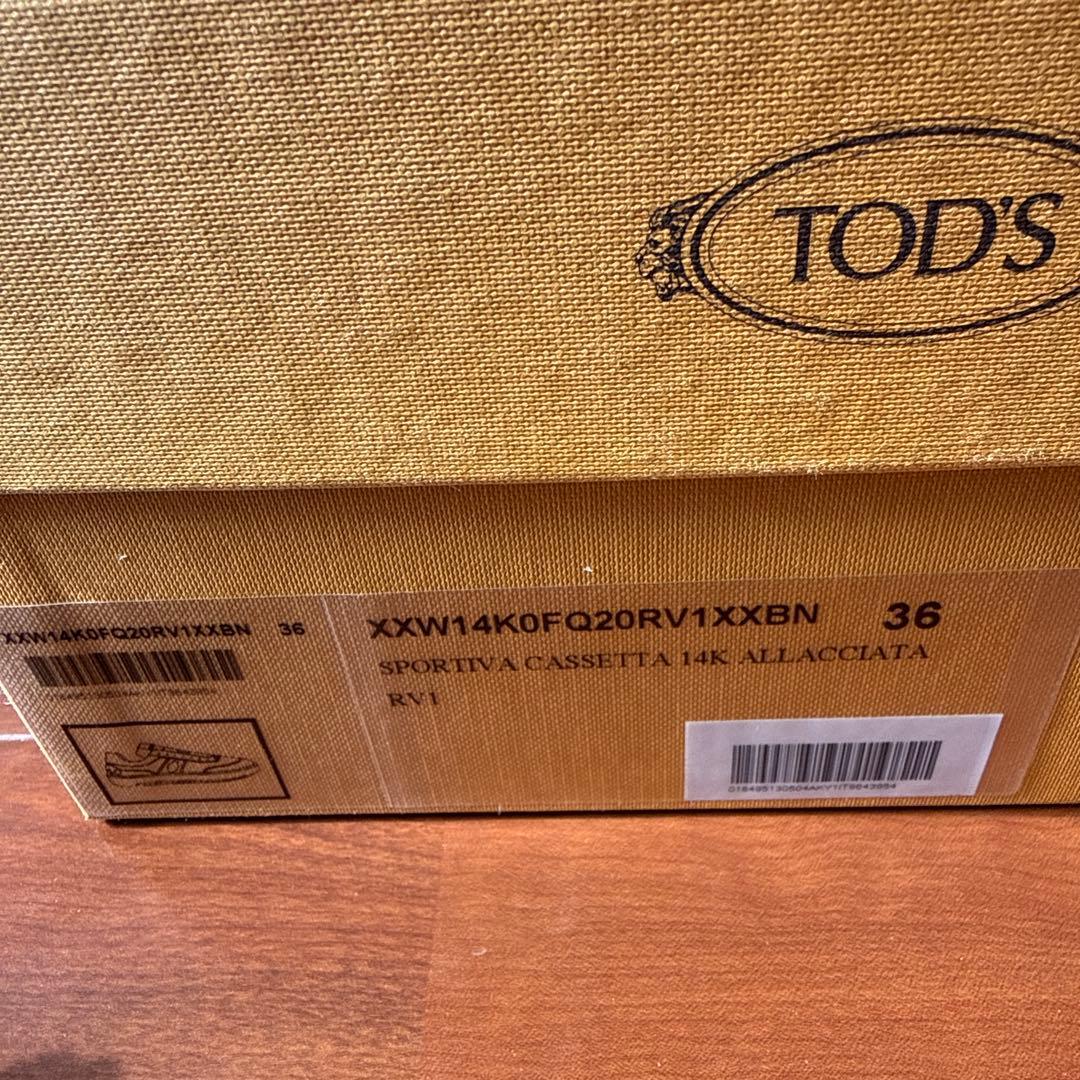 TOD'S
XXW14K0FQ20RV1XXBN 36
XXW14K0FQ20RV1XXBN 36
SPORTIVA CASSETTA 14K ALLACCIATA
RV1